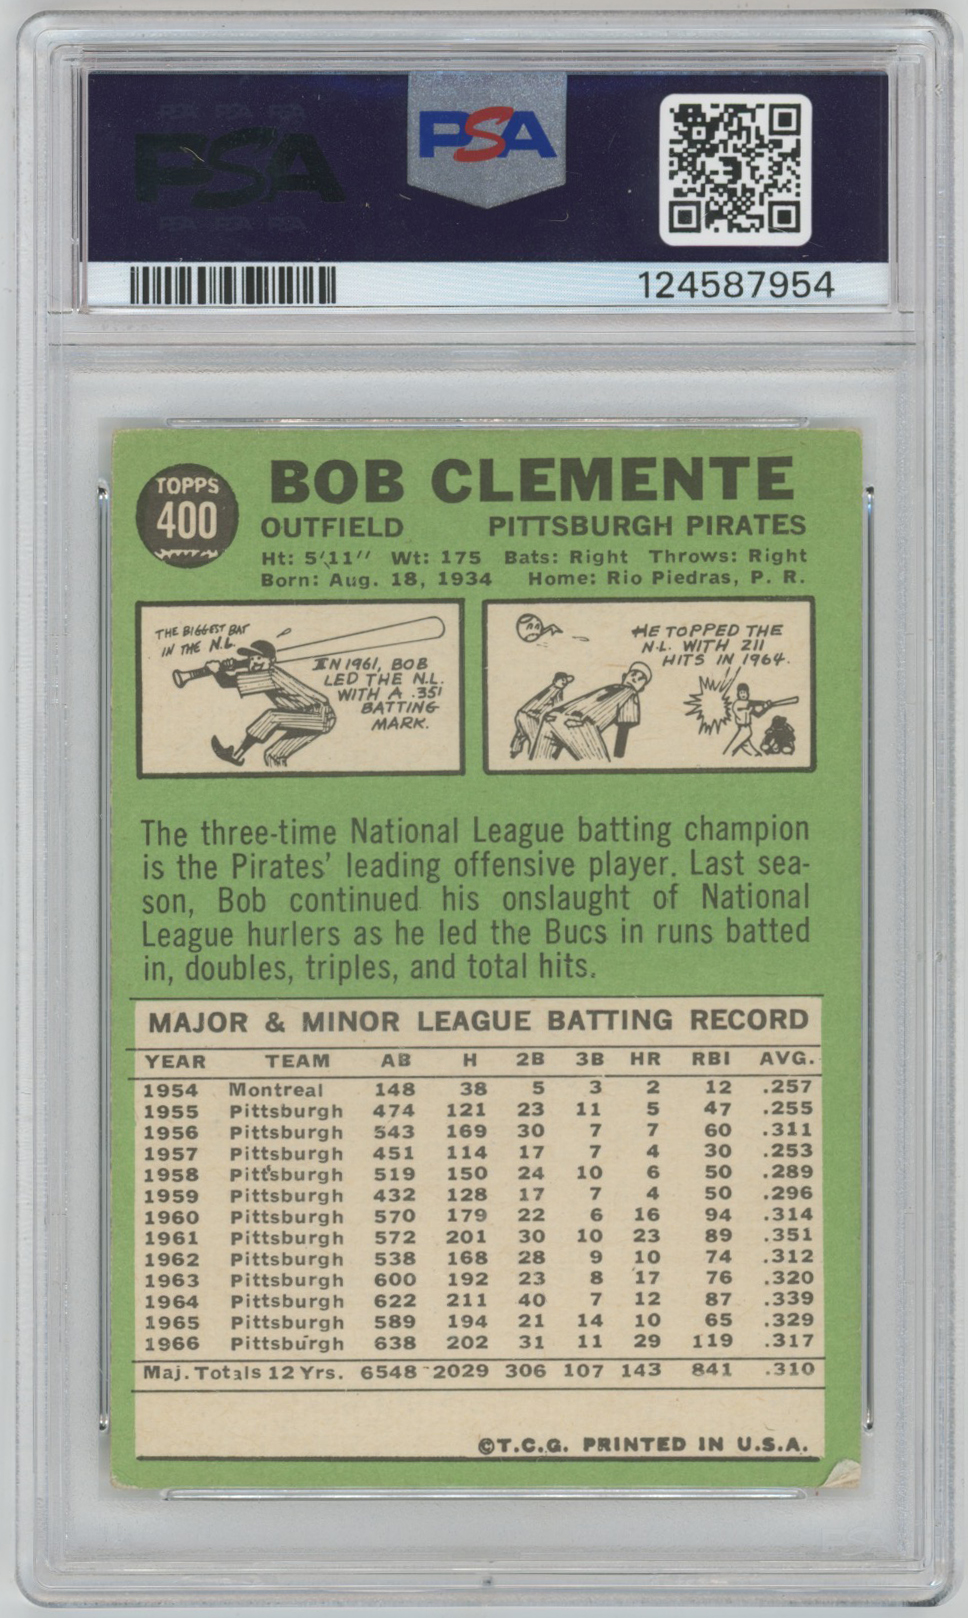 PSA PSA PSA
PSA
PSA PSA PSA
PSA
124587954
TOPPS
400
BOB CLEMENTE
OUTFIELD PITTSBURGH PIRATES
Ht: 5'11" Wt: 175 Bats: Right Throws: Right
Born: Aug. 18, 1934 Home: Rio Piedras, P. R.
THE BIGGEST BAT
IN THE N.L.
IN 1961, BOB
LED THE N.L.
WITH A .351
BATTING
MARK.
HE TOPPED THE
N.L. WITH 211
HITS IN 1964.
The three-time National League batting champion
is the Pirates' leading offensive player. Last sea-
son, Bob continued his onslaught of National
League hurlers as he led the Bucs in runs batted
in, doubles, triples, and total hits.
MAJOR & MINOR LEAGUE BATTING RECORD
YEAR TEAM AB H 2B 3B HR RBI AVG.
1954 Montreal 148 38 5 3 2 12 .257
1955 Pittsburgh 474 121 23 11 5 47 .255
1956 Pittsburgh 543 169 30 7 7 60 .311
1957 Pittsburgh 451 114 17 7 4 30 .253
1958 Pittsburgh 519 150 24 10 6 50 .289
1959 Pittsburgh 432 128 17 7 4 50 .296
1960 Pittsburgh 570 179 22 6 16 94 .314
1961 Pittsburgh 572 201 30 10 23 89 .351
1962 Pittsburgh 538 168 28 9 10 74 .312
1963 Pittsburgh 600 192 23 8 17 76 .320
1964 Pittsburgh 622 211 40 7 12 87 .339
1965 Pittsburgh 589 194 21 14 10 65 .329
1966 Pittsburgh 638 202 31 11 29 119 .317
Maj. Totals 12 Yrs. 6548 2029 306 107 143 841 .310
©T.C.G. PRINTED IN U.S.A.